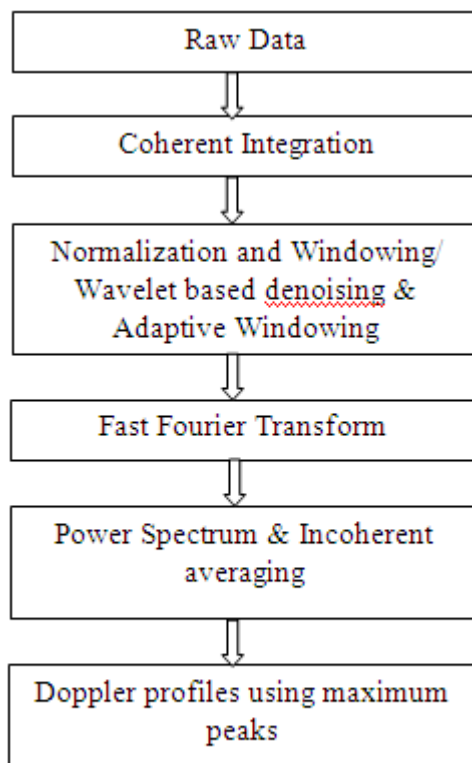 Raw Data
Coherent Integration
Normalization and Windowing/
Wavelet based denoising &
Adaptive Windowing
Fast Fourier Transform
Power Spectrum & Incoherent
averaging
Doppler profiles using maximum
peaks